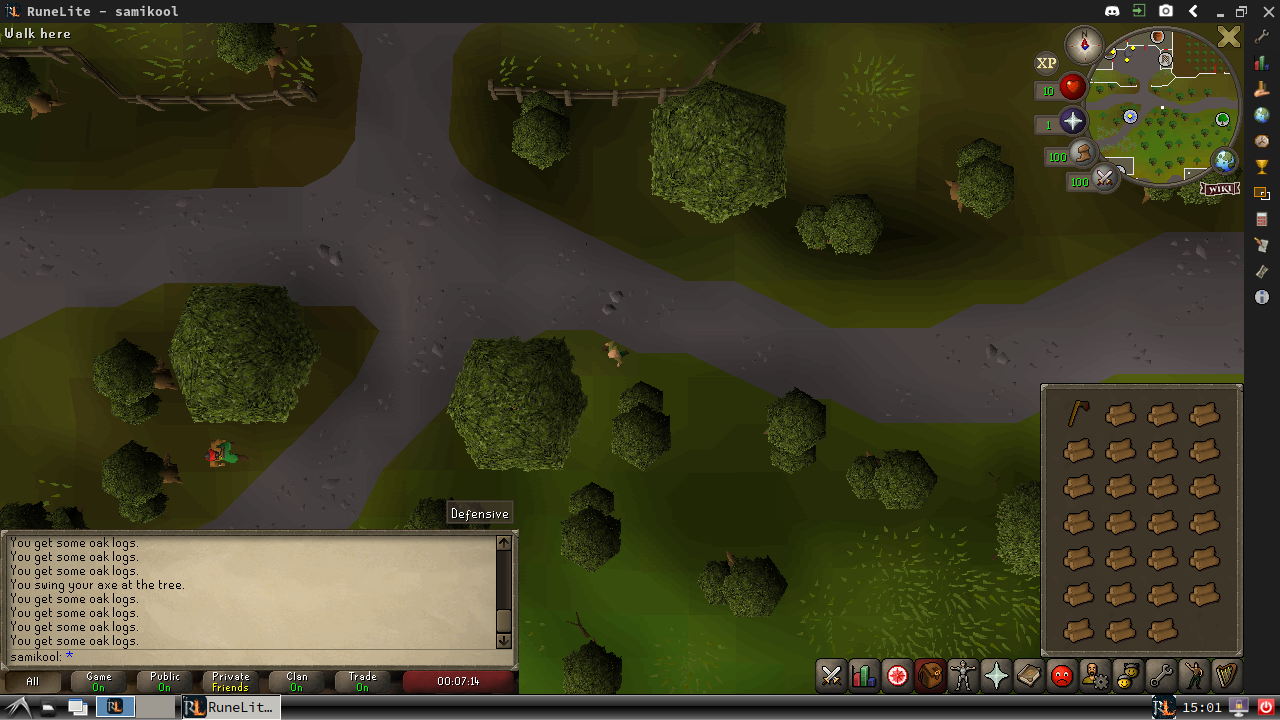 RuneLite - samikool
Walk here
N
XP
10
1
100
100
WIKI
Defensive
You get some oak logs.
You get some oak logs.
You get some oak logs.
You swing your axe at the tree.
You get some oak logs.
You get some oak logs.
You get some oak logs.
You get some oak logs.
samikool: *
All
Game
On
Public
On
Private
Friends
Clan
On
Trade
On
00:07:14
RuneLit...
15:01